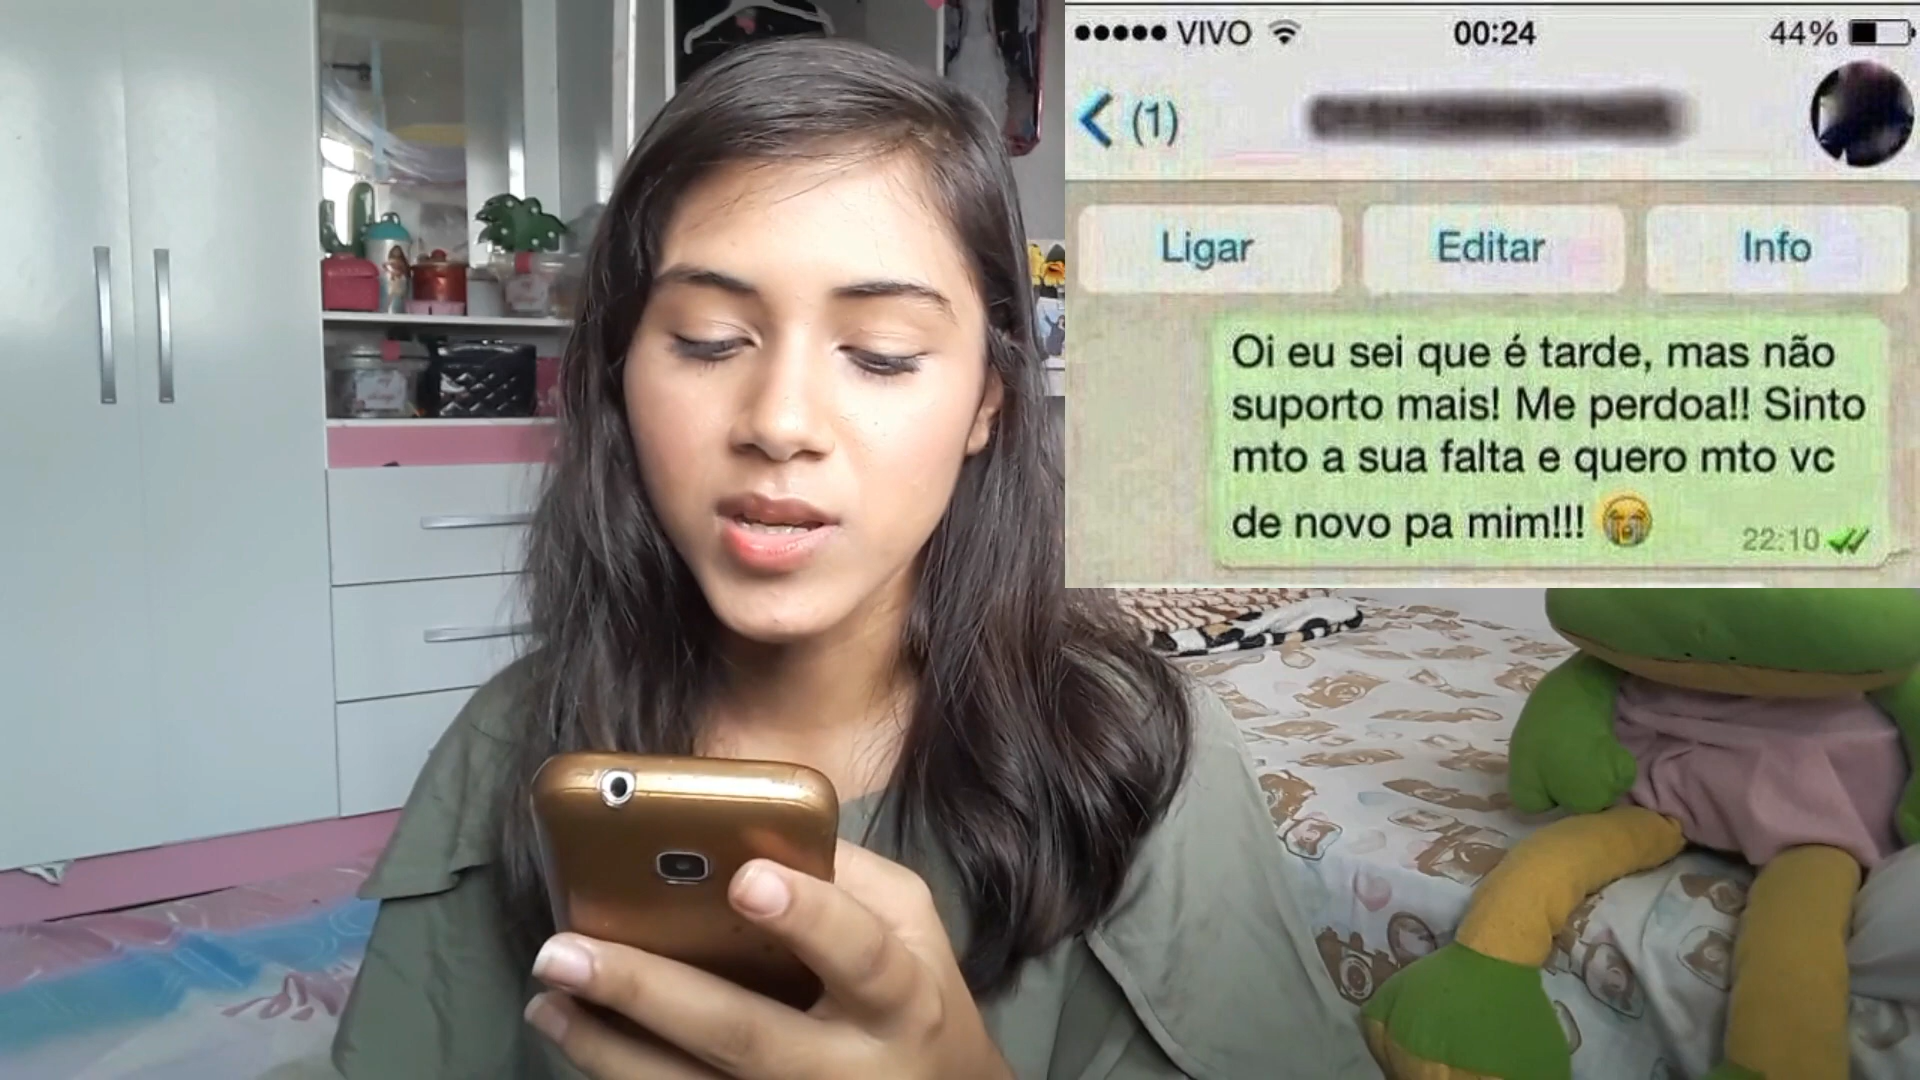 VIVO 00:24 44%
(1)
Ligar Editar Info
Oi eu sei que é tarde, mas não
suporto mais! Me perdoa!! Sinto
mto a sua falta e quero mto vc
de novo pa mim!!! 😭 22:10